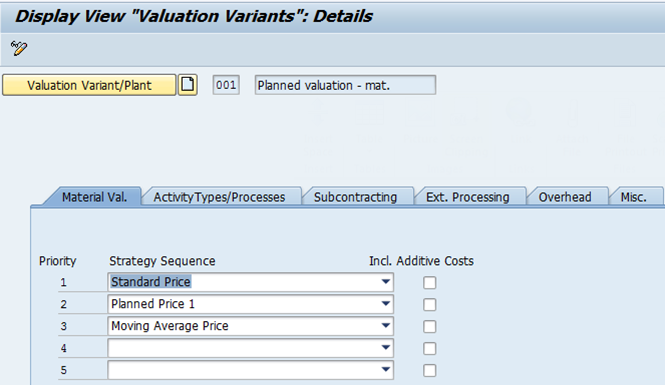 Display View "Valuation Variants": Details
Valuation Variant/Plant 001 Planned valuation - mat.
Material Val. ActivityTypes/Processes Subcontracting Ext. Processing Overhead Misc.
Priority Strategy Sequence Incl. Additive Costs
1 Standard Price
2 Planned Price 1
3 Moving Average Price
4
5